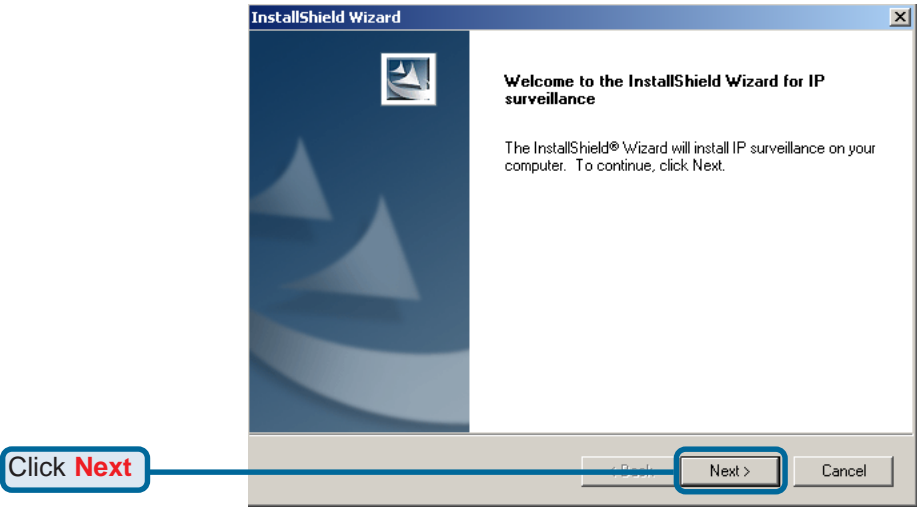 InstallShield Wizard
Welcome to the InstallShield Wizard for IP
surveillance
The InstallShield® Wizard will install IP surveillance on your
computer. To continue, click Next.
Click Next
< Back
Next >
Cancel